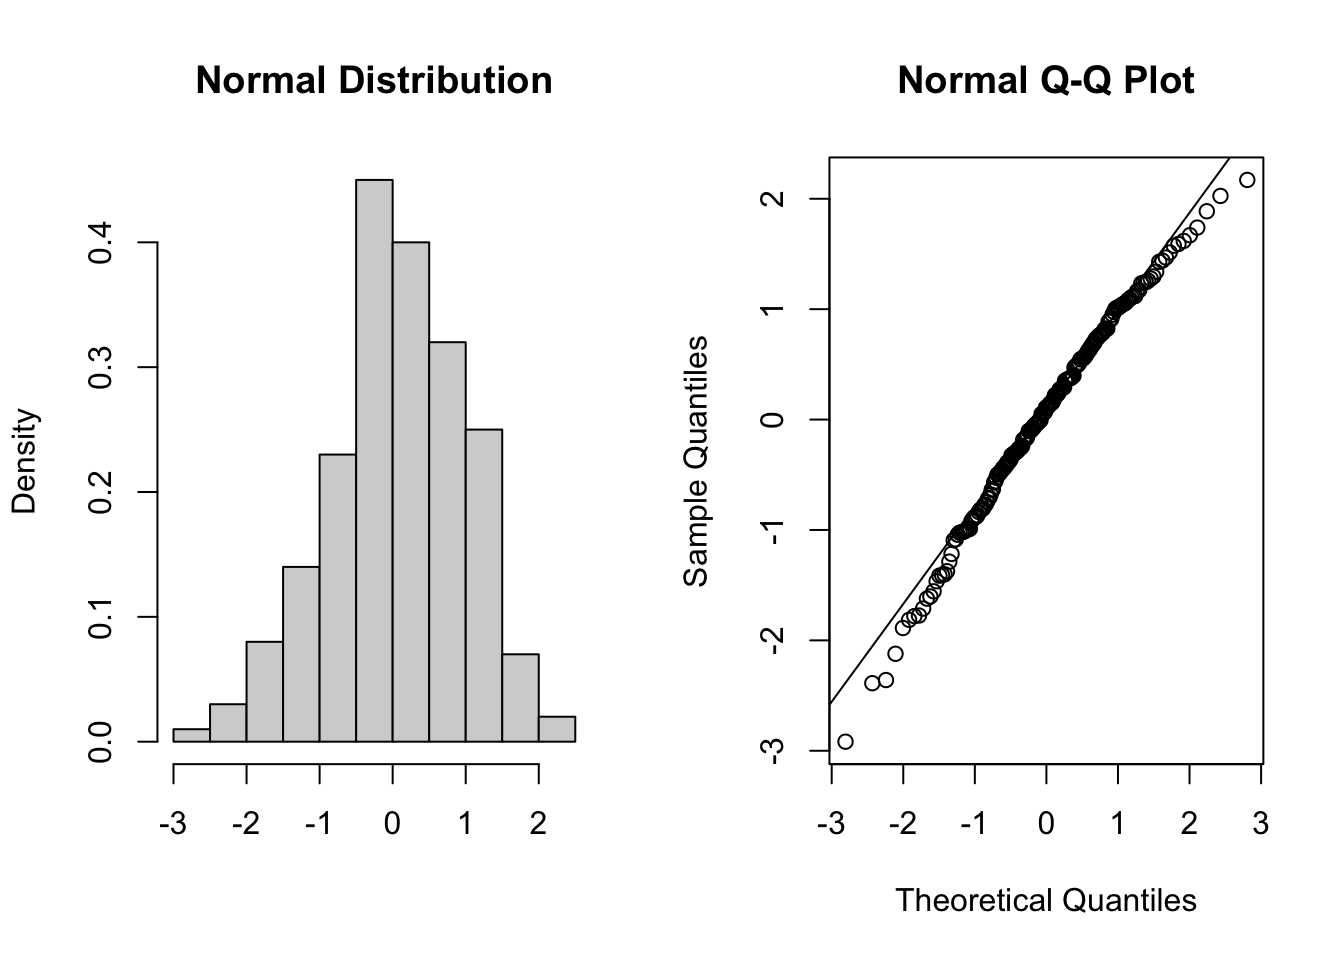 Normal Distribution
Density
0.0 0.1 0.2 0.3 0.4
-3 -2 -1 0 1 2
Normal Q-Q Plot
Sample Quantiles
-3 -2 -1 0 1 2
-3 -2 -1 0 1 2 3
Theoretical Quantiles